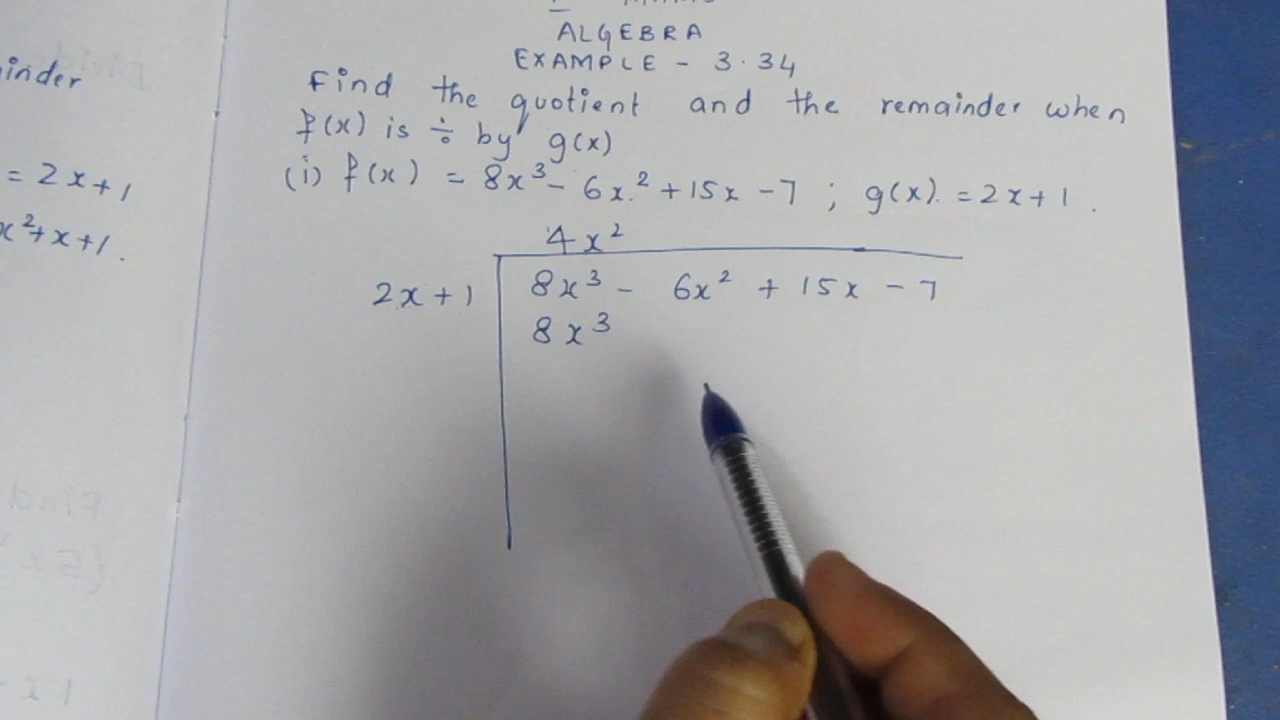 ALGEBRA
EXAMPLE - 3.34
Find the quotient and the remainder when
f(x) is ÷ by g(x)
(i) f(x) = 8x³ - 6x² + 15x - 7 ; g(x) = 2x + 1 .
4x²
2x + 1 8x³ - 6x² + 15x - 7
8x³
inder
= 2x+1
x²+x+1.